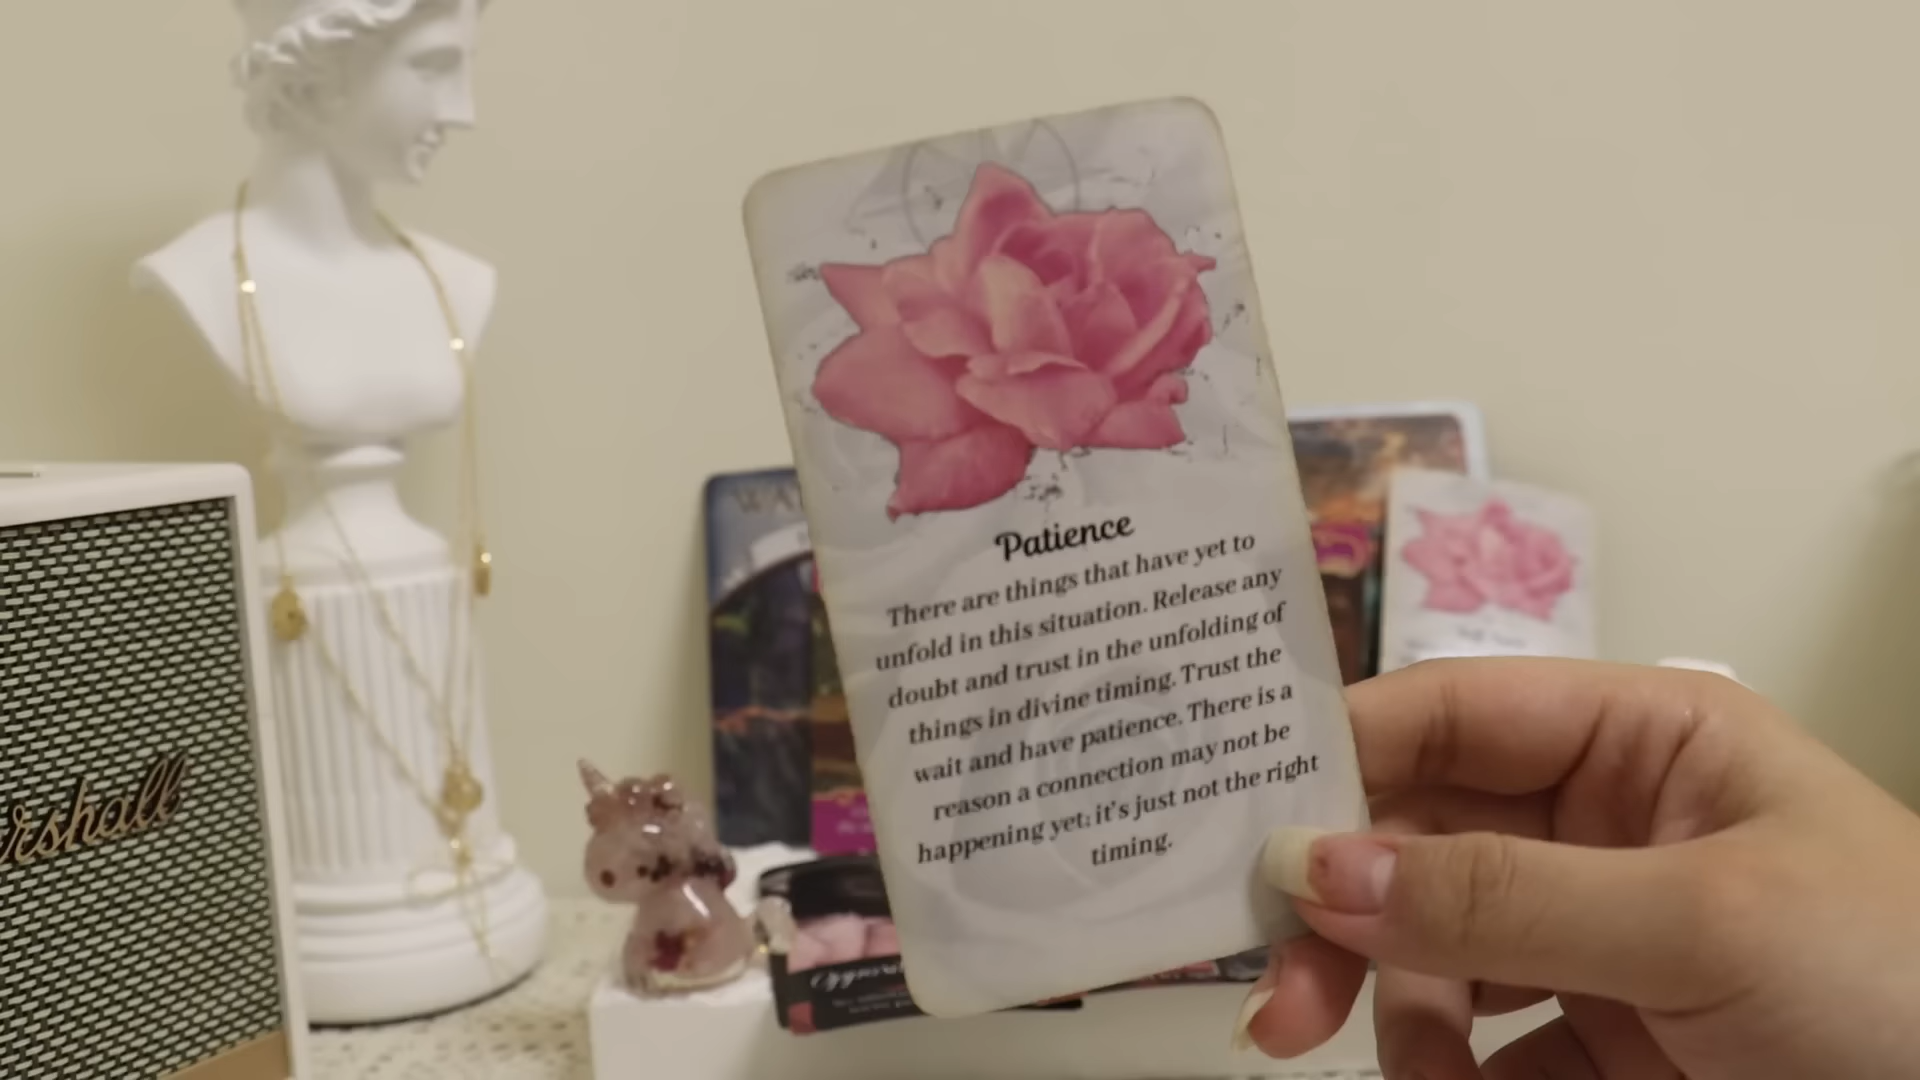 Patience
There are things that have yet to
unfold in this situation. Release any
doubt and trust in the unfolding of
things in divine timing. Trust the
wait and have patience. There is a
reason a connection may not be
happening yet; it's just not the right
timing.
arshall
WA